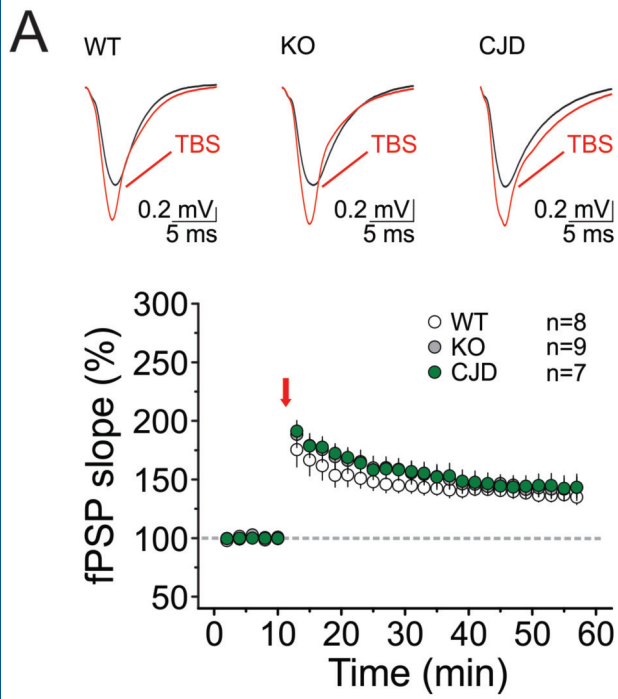 A
WT KO CJD
TBS TBS TBS
0.2 mV 0.2 mV 0.2 mV
5 ms 5 ms 5 ms
fPSP slope (%)
300
250
200
150
100
50
WT n=8
KO n=9
CJD n=7
0 10 20 30 40 50 60
Time (min)